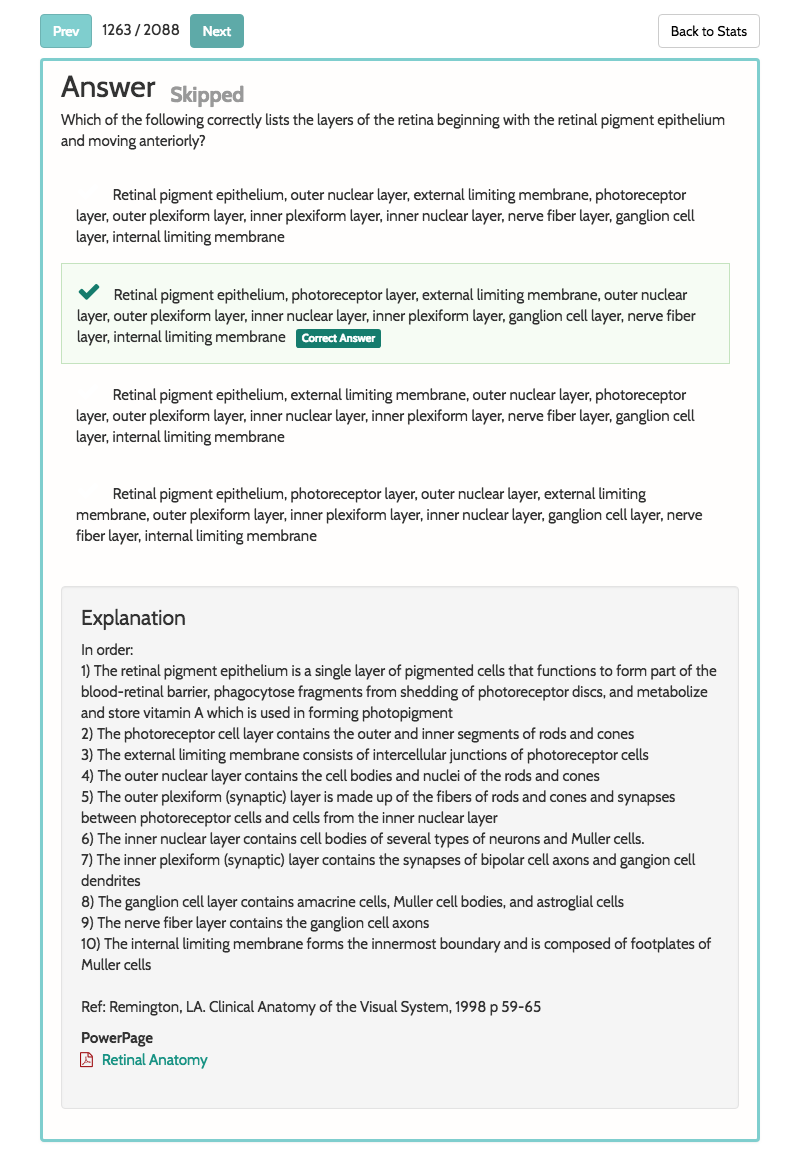 Prev 1263 / 2088 Next Back to Stats
Answer Skipped
Which of the following correctly lists the layers of the retina beginning with the retinal pigment epithelium
and moving anteriorly?
Retinal pigment epithelium, outer nuclear layer, external limiting membrane, photoreceptor
layer, outer plexiform layer, inner plexiform layer, inner nuclear layer, nerve fiber layer, ganglion cell
layer, internal limiting membrane
Retinal pigment epithelium, photoreceptor layer, external limiting membrane, outer nuclear
layer, outer plexiform layer, inner nuclear layer, inner plexiform layer, ganglion cell layer, nerve fiber
layer, internal limiting membrane Correct Answer
Retinal pigment epithelium, external limiting membrane, outer nuclear layer, photoreceptor
layer, outer plexiform layer, inner nuclear layer, inner plexiform layer, nerve fiber layer, ganglion cell
layer, internal limiting membrane
Retinal pigment epithelium, photoreceptor layer, outer nuclear layer, external limiting
membrane, outer plexiform layer, inner plexiform layer, inner nuclear layer, ganglion cell layer, nerve
fiber layer, internal limiting membrane
Explanation
In order:
1) The retinal pigment epithelium is a single layer of pigmented cells that functions to form part of the
blood-retinal barrier, phagocytose fragments from shedding of photoreceptor discs, and metabolize
and store vitamin A which is used in forming photopigment
2) The photoreceptor cell layer contains the outer and inner segments of rods and cones
3) The external limiting membrane consists of intercellular junctions of photoreceptor cells
4) The outer nuclear layer contains the cell bodies and nuclei of the rods and cones
5) The outer plexiform (synaptic) layer is made up of the fibers of rods and cones and synapses
between photoreceptor cells and cells from the inner nuclear layer
6) The inner nuclear layer contains cell bodies of several types of neurons and Muller cells.
7) The inner plexiform (synaptic) layer contains the synapses of bipolar cell axons and gangion cell
dendrites
8) The ganglion cell layer contains amacrine cells, Muller cell bodies, and astroglial cells
9) The nerve fiber layer contains the ganglion cell axons
10) The internal limiting membrane forms the innermost boundary and is composed of footplates of
Muller cells
Ref: Remington, LA. Clinical Anatomy of the Visual System, 1998 p 59-65
PowerPage
Retinal Anatomy